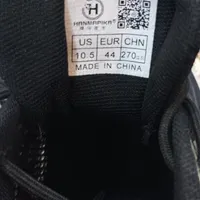 H
US EUR CHN
10.5 44 270
MADE IN CHINA